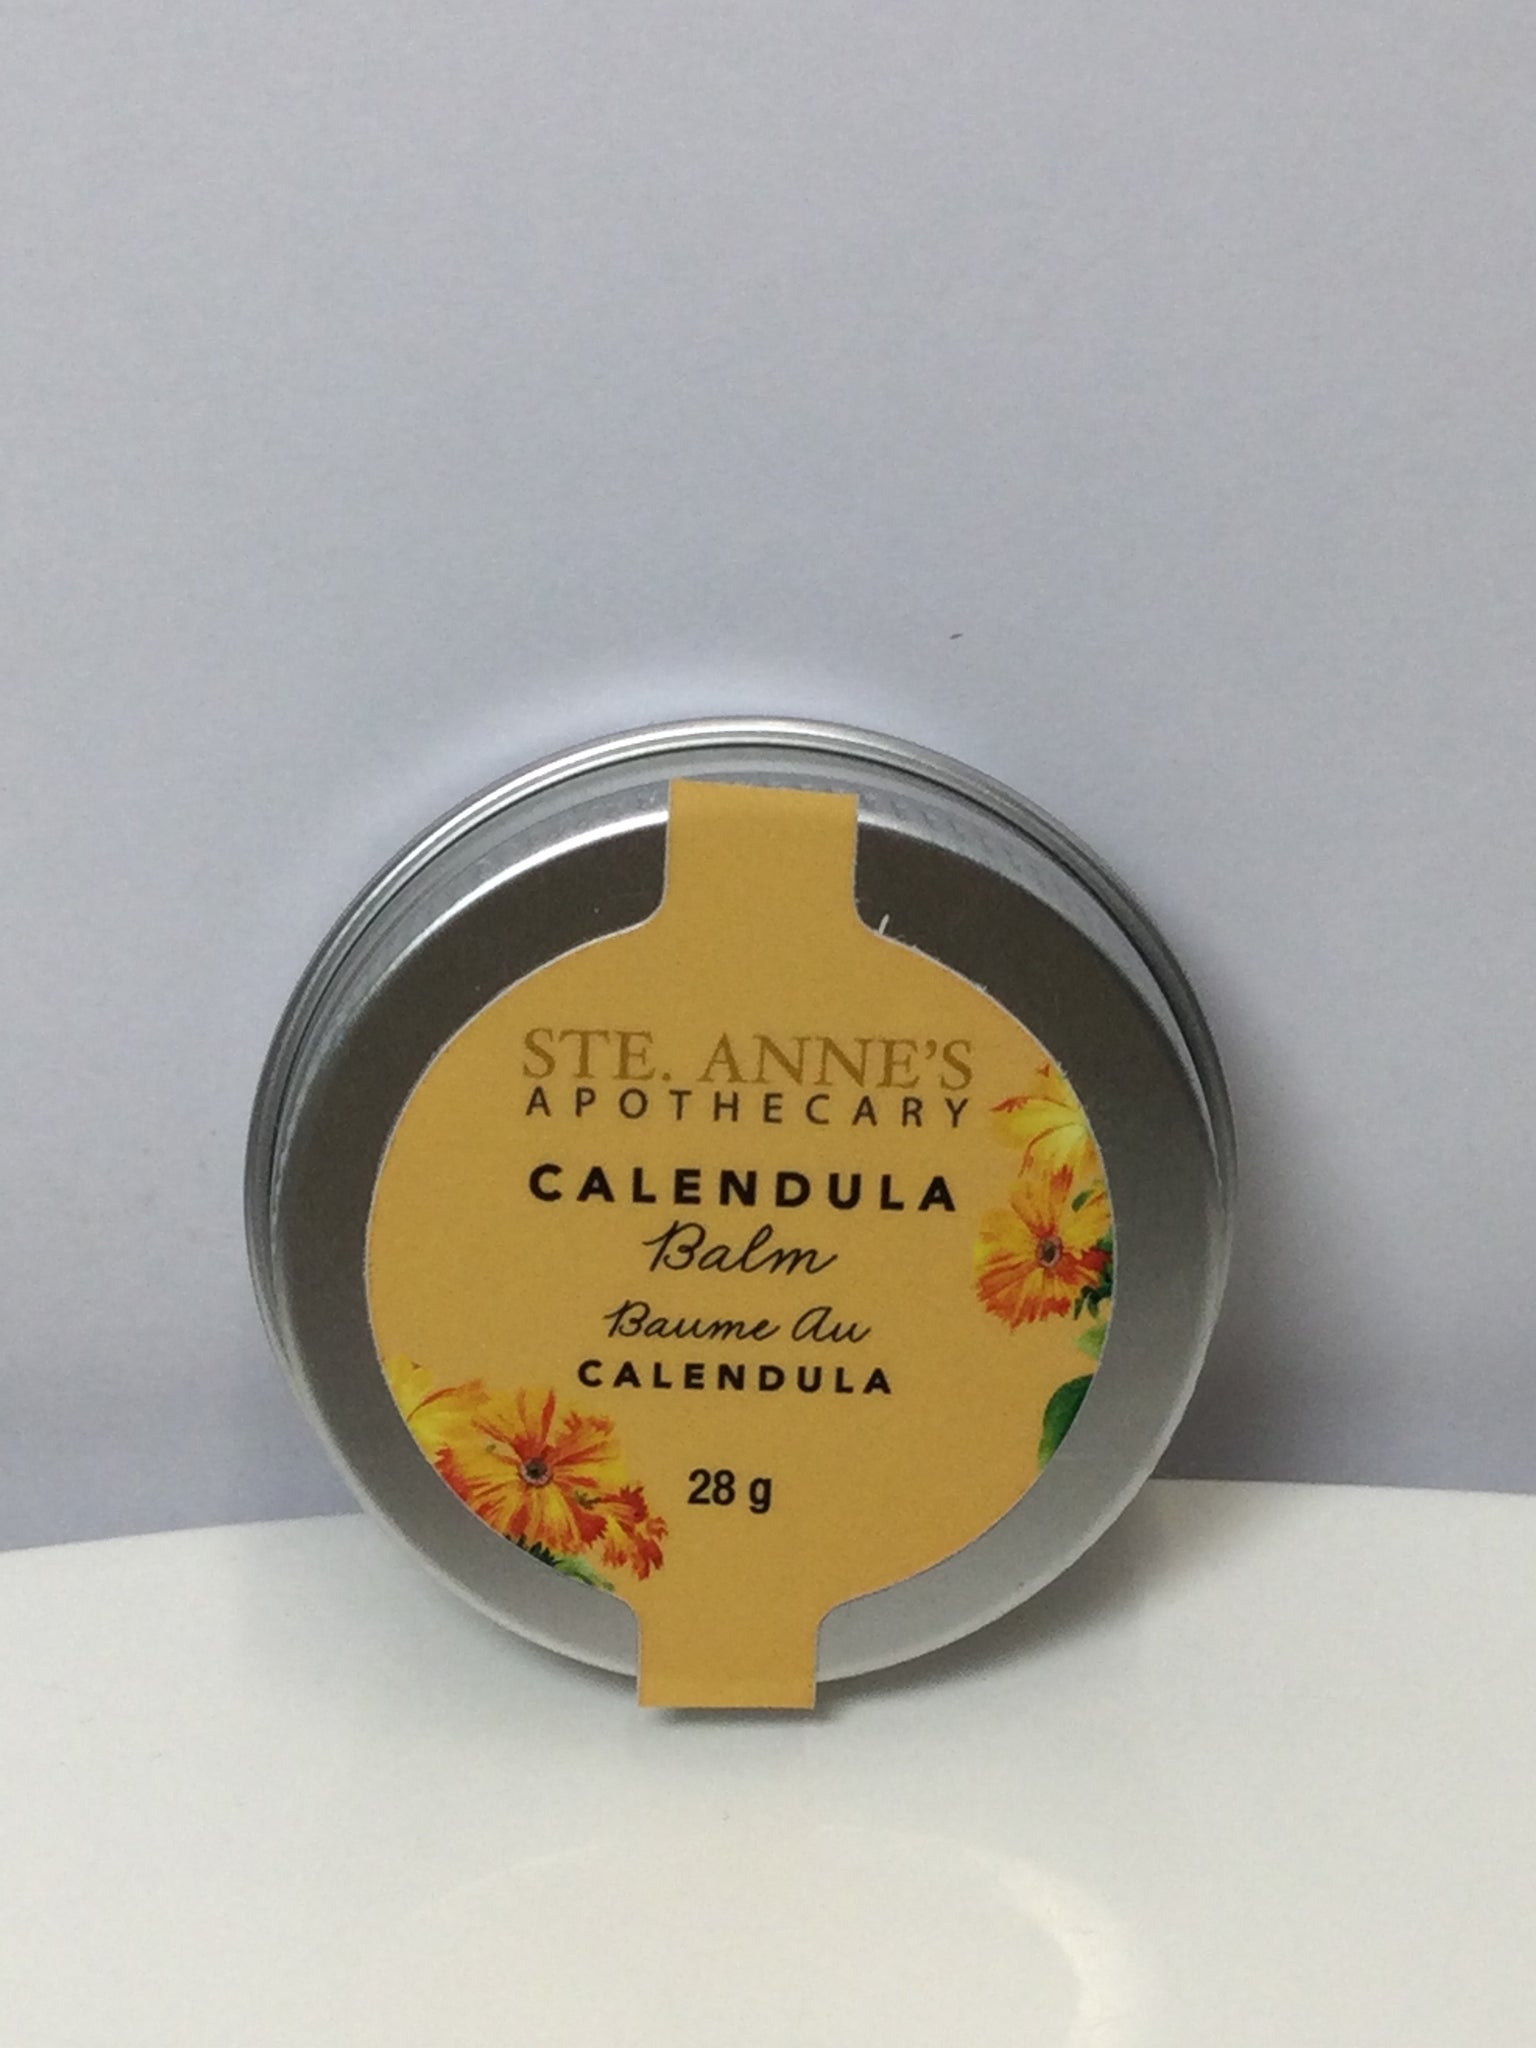 STE. ANNE'S
APOTHECARY
CALENDULA
Balm
Baume Au
CALENDULA
28 g